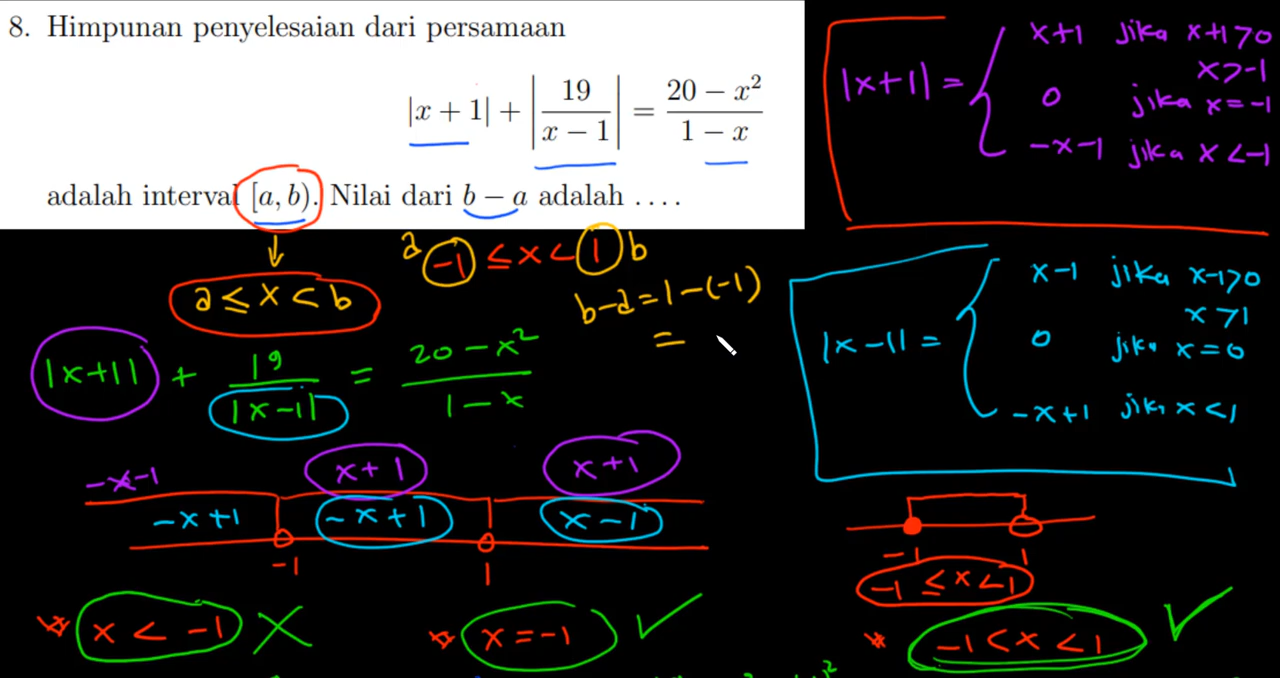 8. Himpunan penyelesaian dari persamaan
|x + 1| + |19/(x − 1)| = (20 − x²)/(1 − x)
adalah interval [a, b). Nilai dari b − a adalah ....
|x+1| = { x+1 jika x+1>0
x>-1
0 jika x=-1
-x-1 jika x<-1
a -1 ≤ x < 1 b
b-a = 1-(-1)
=
a ≤ x < b
|x+1| + 19/|x-1| = (20-x²)/(1-x)
|x-1| = { x-1 jika x-1>0
x>1
0 jika x=0
-x+1 jika x<1
-x-1 x+1 x+1
-x+1 -x+1 x-1
-1 1
-1 1
-1 ≤ x < 1
* x < -1 X
* x = -1 ✓
* -1 < x < 1 ✓